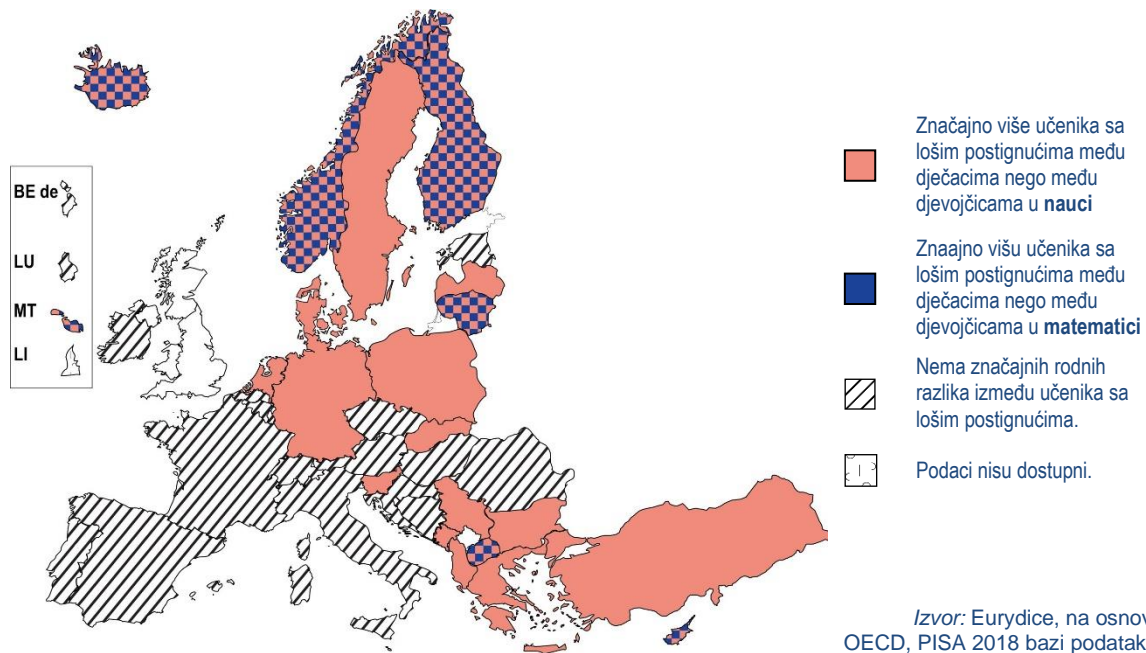 BE de
LU
MT
LI
Značajno više učenika sa
lošim postignućima među
dječacima nego među
djevojčicama u nauci
Znaajno višu učenika sa
lošim postignućima među
dječacima nego među
djevojčicama u matematici
Nema značajnih rodnih
razlika između učenika sa
lošim postignućima.
Podaci nisu dostupni.
Izvor: Eurydice, na osnov
OECD, PISA 2018 bazi podatak